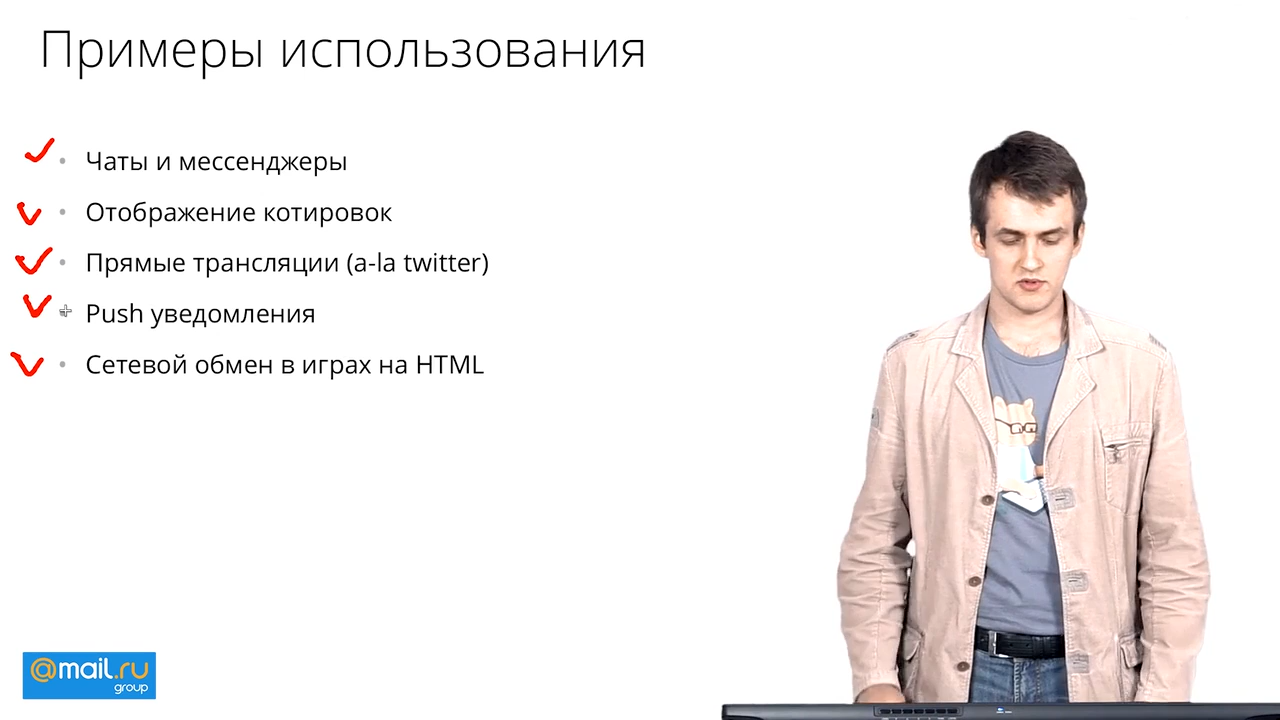 Примеры использования
Чаты и мессенджеры
Отображение котировок
Прямые трансляции (a-la twitter)
Push уведомления
Сетевой обмен в играх на HTML
@mail.ru
group